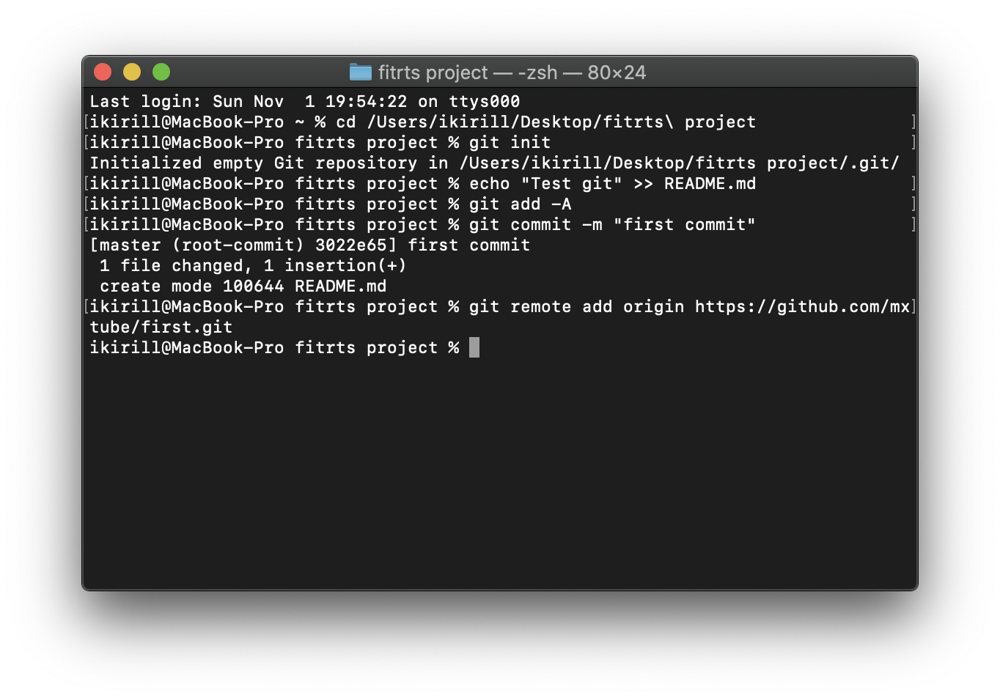 fitrts project — -zsh — 80×24
Last login: Sun Nov  1 19:54:22 on ttys000
[ikirill@MacBook-Pro ~ % cd /Users/ikirill/Desktop/fitrts\ project ]
[ikirill@MacBook-Pro fitrts project % git init ]
Initialized empty Git repository in /Users/ikirill/Desktop/fitrts project/.git/
[ikirill@MacBook-Pro fitrts project % echo "Test git" >> README.md ]
[ikirill@MacBook-Pro fitrts project % git add -A ]
[ikirill@MacBook-Pro fitrts project % git commit -m "first commit" ]
[master (root-commit) 3022e65] first commit
 1 file changed, 1 insertion(+)
 create mode 100644 README.md
[ikirill@MacBook-Pro fitrts project % git remote add origin https://github.com/mx]
tube/first.git
ikirill@MacBook-Pro fitrts project %